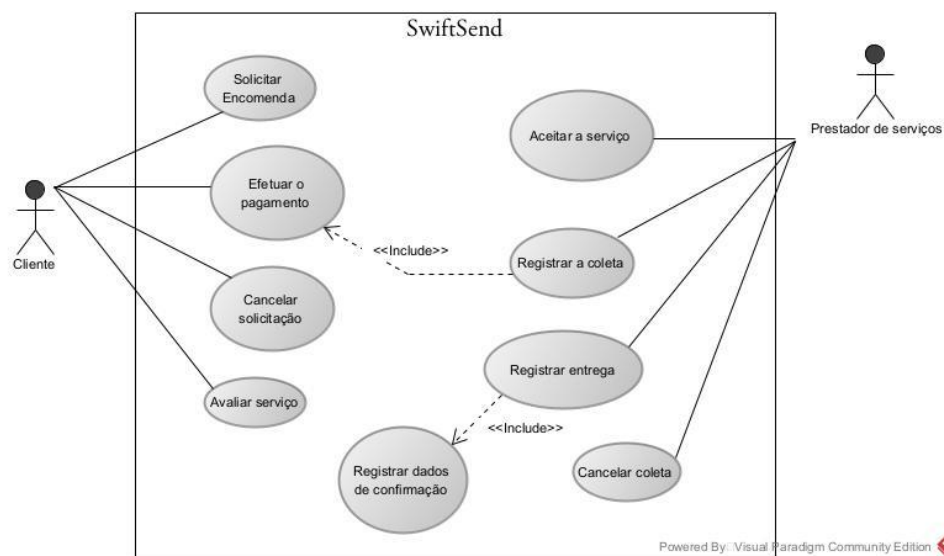 SwiftSend
Solicitar
Encomenda
Prestador de serviços
Aceitar a serviço
Efetuar o
pagamento
<<Include>>
Cliente
Registrar a coleta
Cancelar
solicitação
Registrar entrega
Avaliar serviço
<<Include>>
Registrar dados
de confirmação
Cancelar coleta
Powered By Visual Paradigm Community Edition